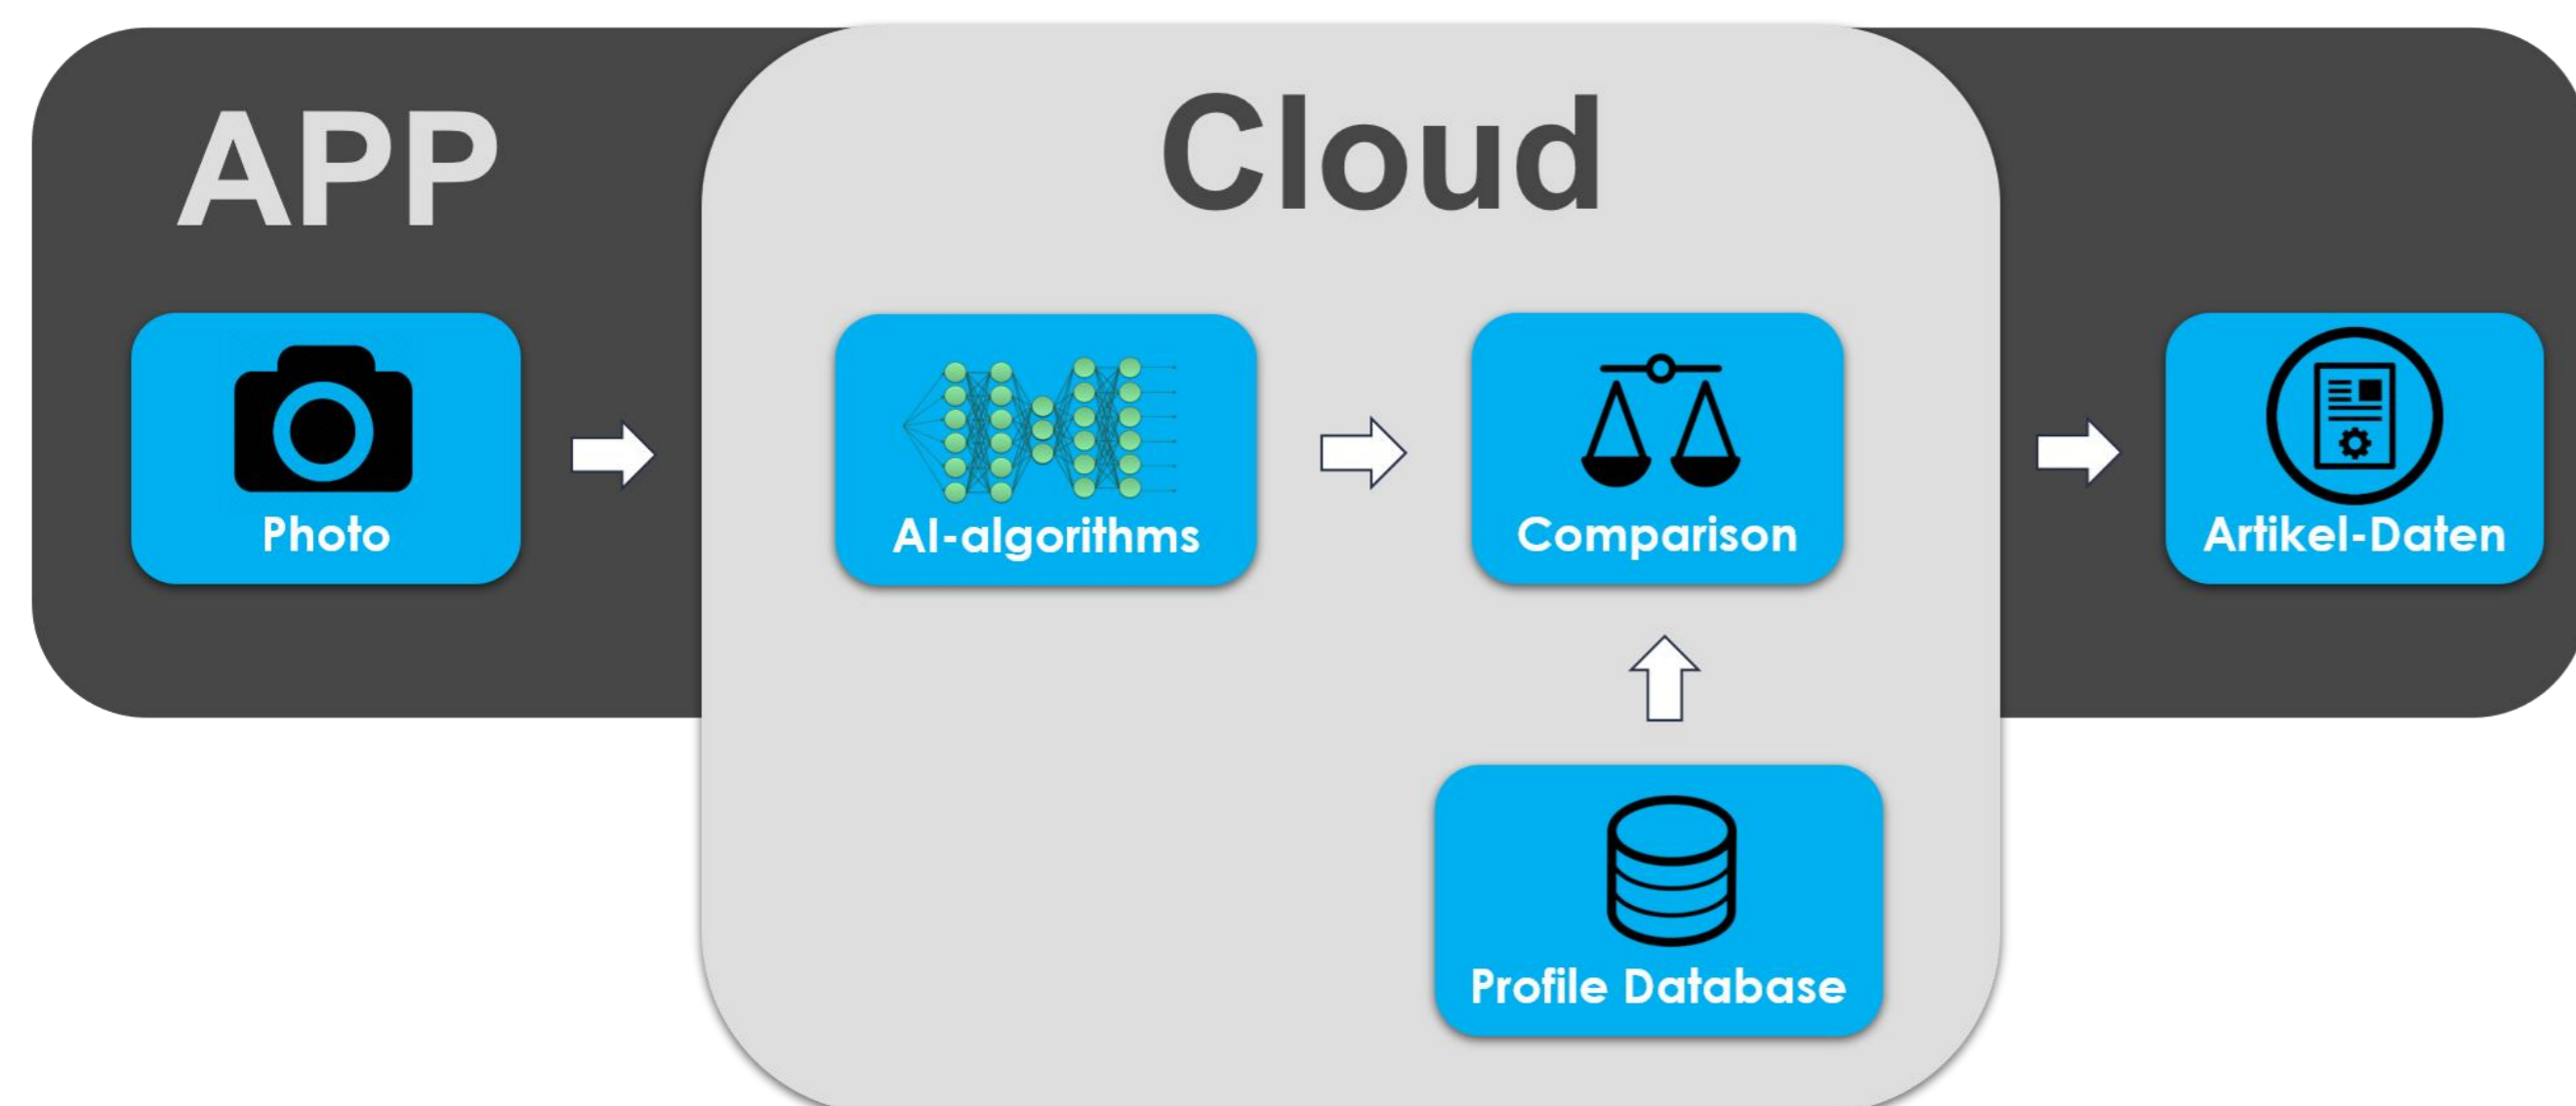 APP
Cloud
Photo
AI-algorithms
Comparison
Artikel-Daten
Profile Database